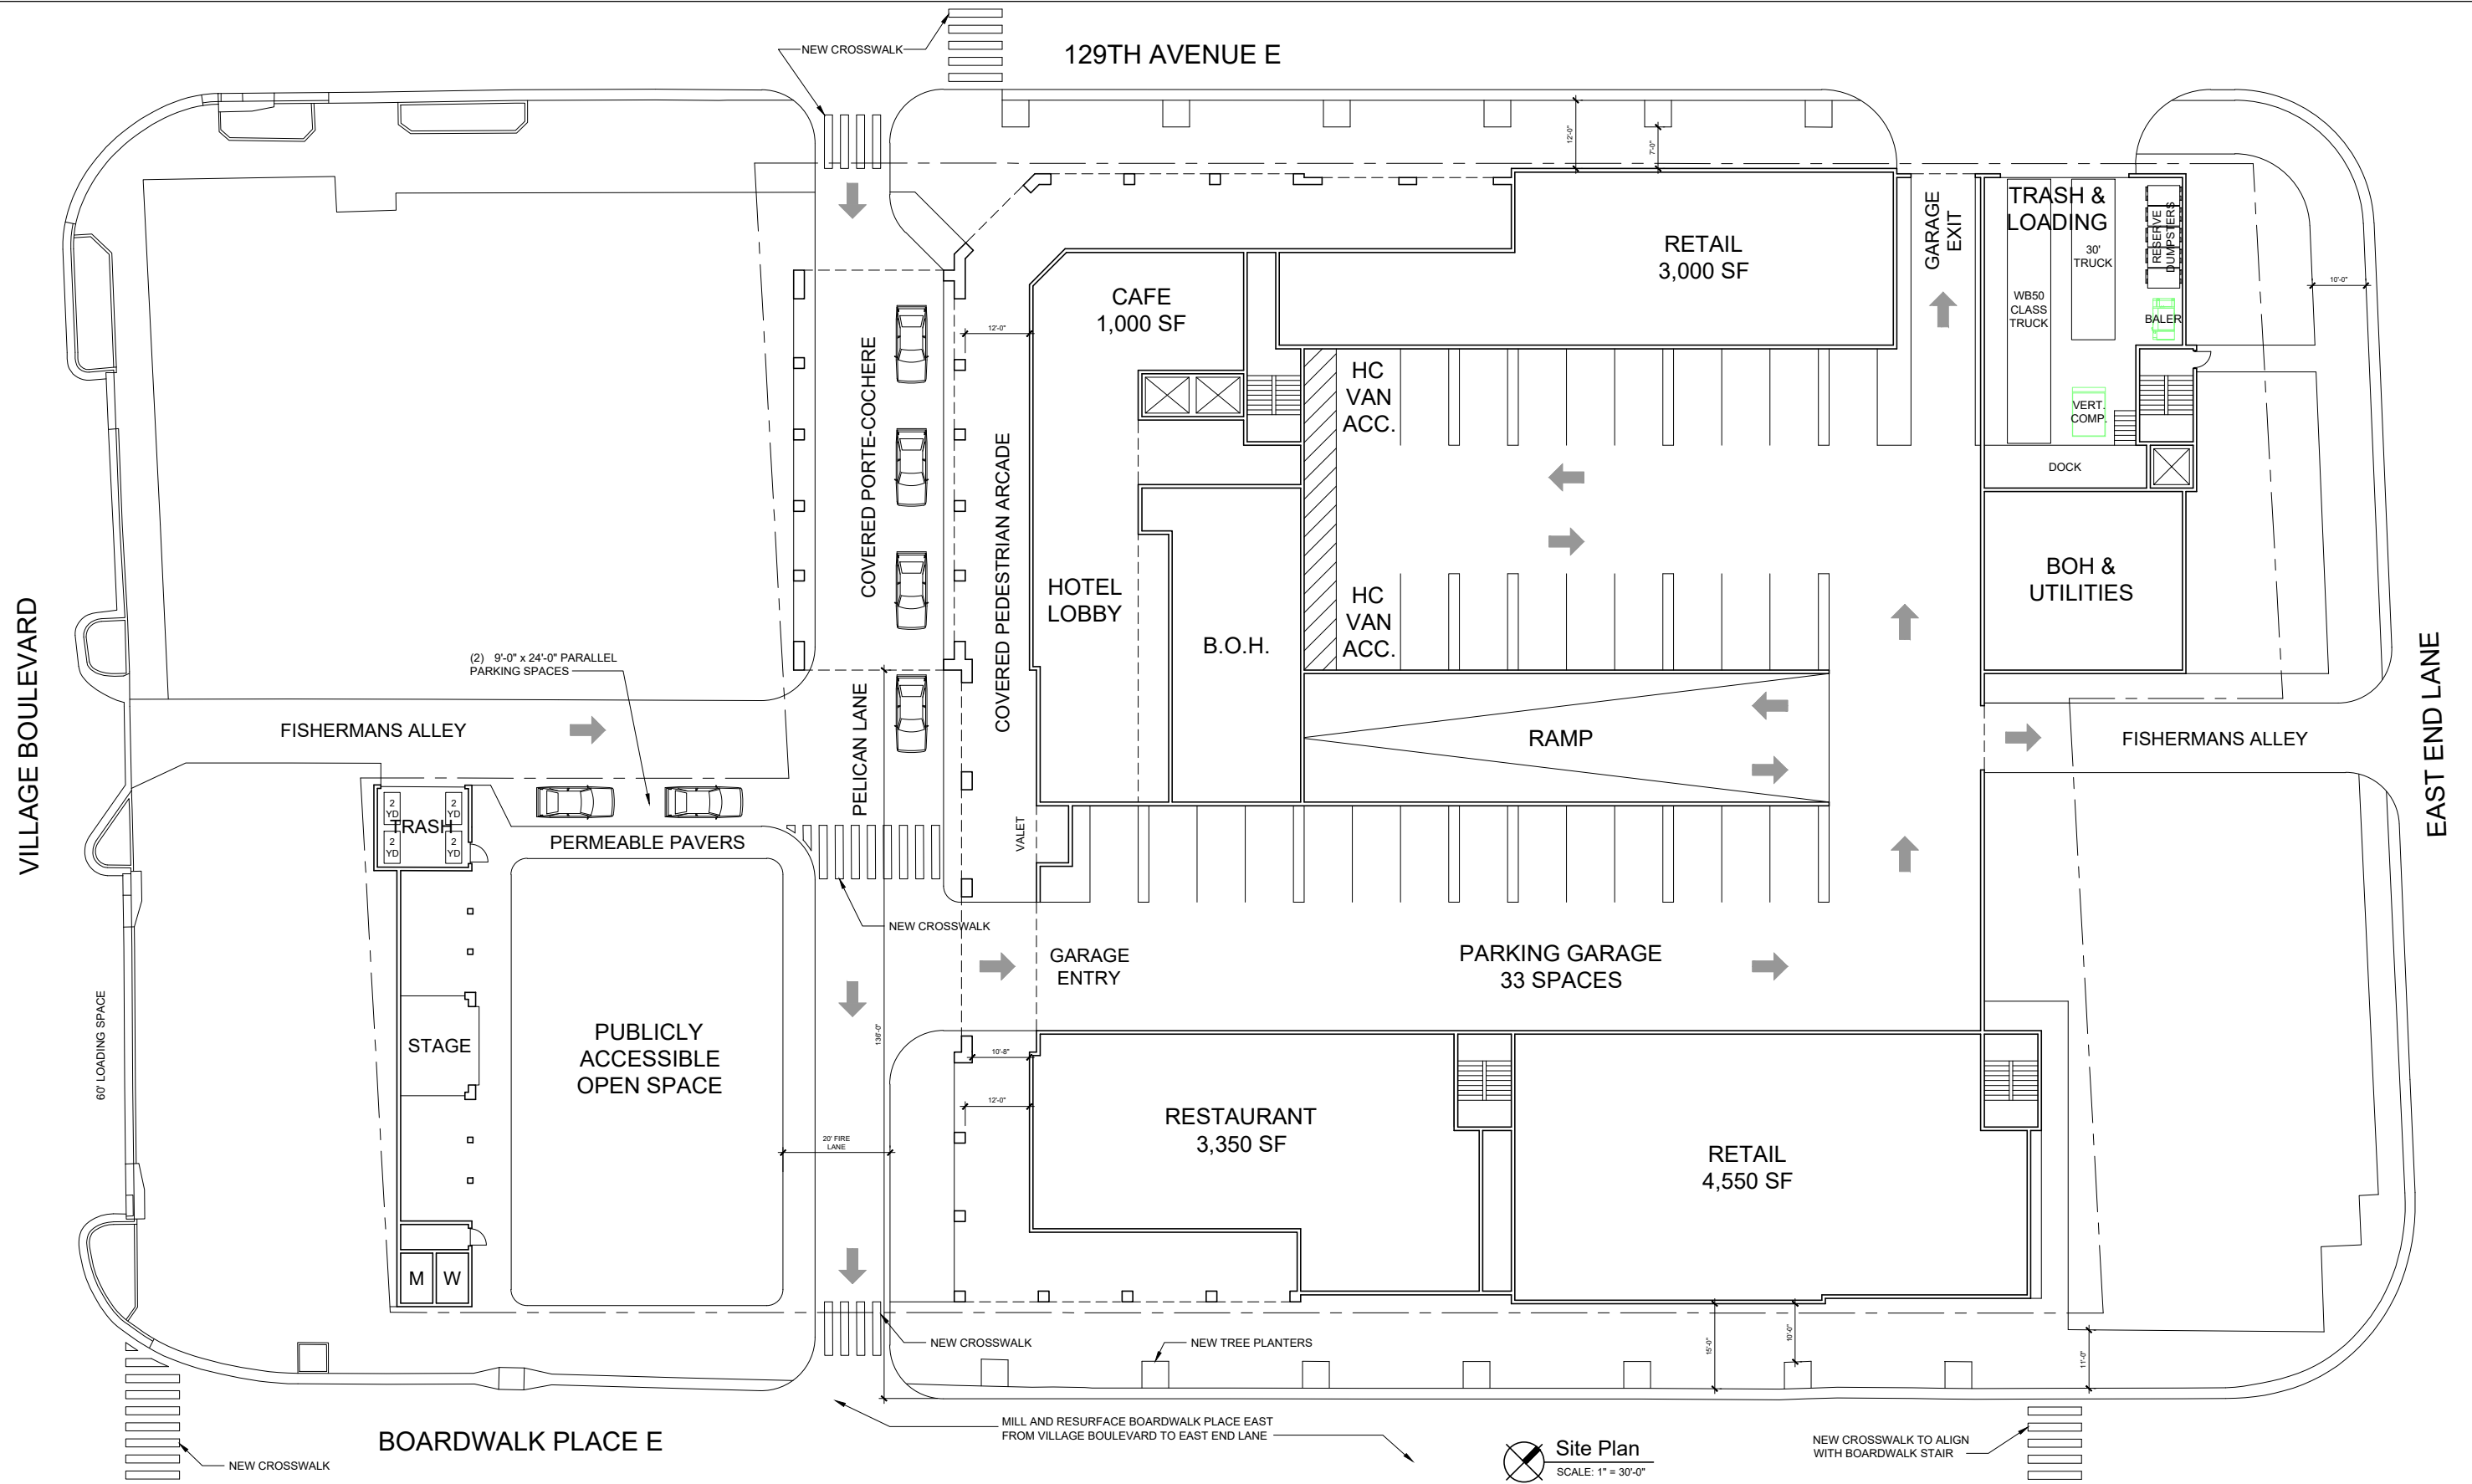 NEW CROSSWALK
129TH AVENUE E
12'-0"
7'-0"
TRASH &
LOADING
GARAGE
EXIT
RESERVE
DUMPSTERS
30'
TRUCK
RETAIL
3,000 SF
10'-0"
CAFE
1,000 SF
WB50
CLASS
TRUCK
BALER
12'-0"
COVERED PORTE-COCHERE
HC
VAN
ACC.
VERT.
COMP.
COVERED PEDESTRIAN ARCADE
DOCK
HOTEL
LOBBY
HC
VAN
ACC.
BOH &
UTILITIES
B.O.H.
VILLAGE BOULEVARD
EAST END LANE
(2) 9'-0" x 24'-0" PARALLEL
PARKING SPACES
FISHERMANS ALLEY
PELICAN LANE
RAMP
FISHERMANS ALLEY
2
YD
2
YD
TRASH
2
YD
2
YD
PERMEABLE PAVERS
VALET
NEW CROSSWALK
GARAGE
ENTRY
PARKING GARAGE
33 SPACES
60' LOADING SPACE
STAGE
PUBLICLY
ACCESSIBLE
OPEN SPACE
136'-0"
10'-8"
12'-0"
RESTAURANT
3,350 SF
20' FIRE
LANE
RETAIL
4,550 SF
M
W
NEW CROSSWALK
NEW TREE PLANTERS
15'-0"
10'-0"
11'-0"
MILL AND RESURFACE BOARDWALK PLACE EAST
FROM VILLAGE BOULEVARD TO EAST END LANE
BOARDWALK PLACE E
NEW CROSSWALK
Site Plan
SCALE: 1" = 30'-0"
NEW CROSSWALK TO ALIGN
WITH BOARDWALK STAIR